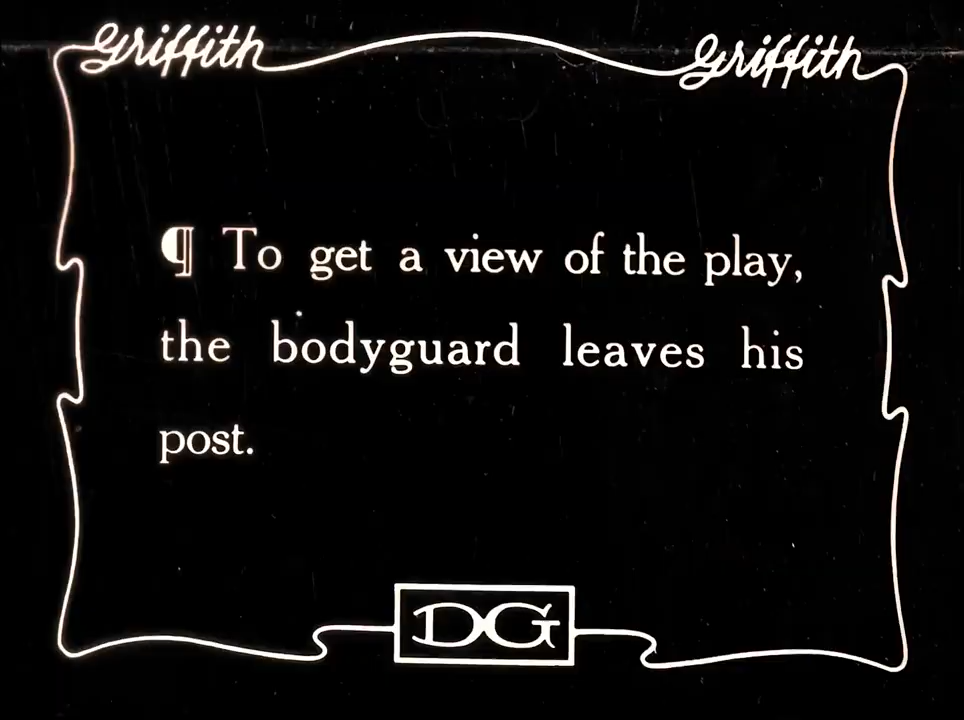 Griffith Griffith
¶ To get a view of the play,
the bodyguard leaves his
post.
DG